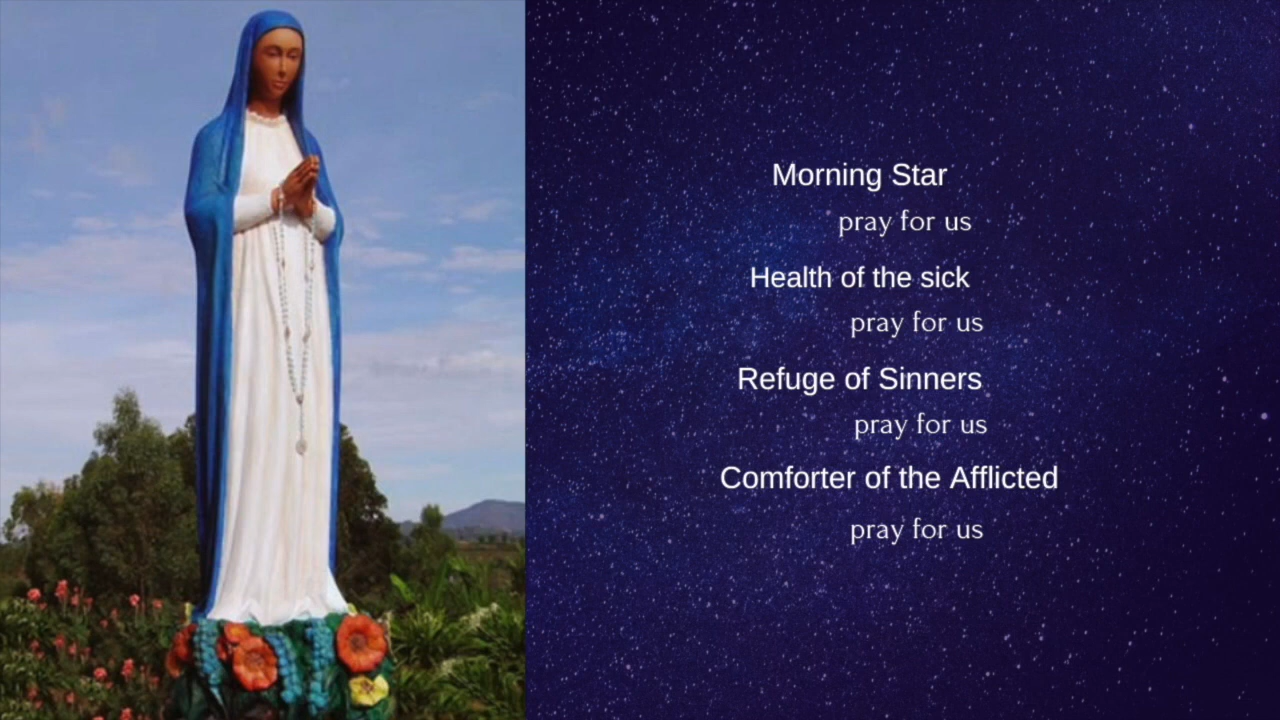 Morning Star
pray for us
Health of the sick
pray for us
Refuge of Sinners
pray for us
Comforter of the Afflicted
pray for us